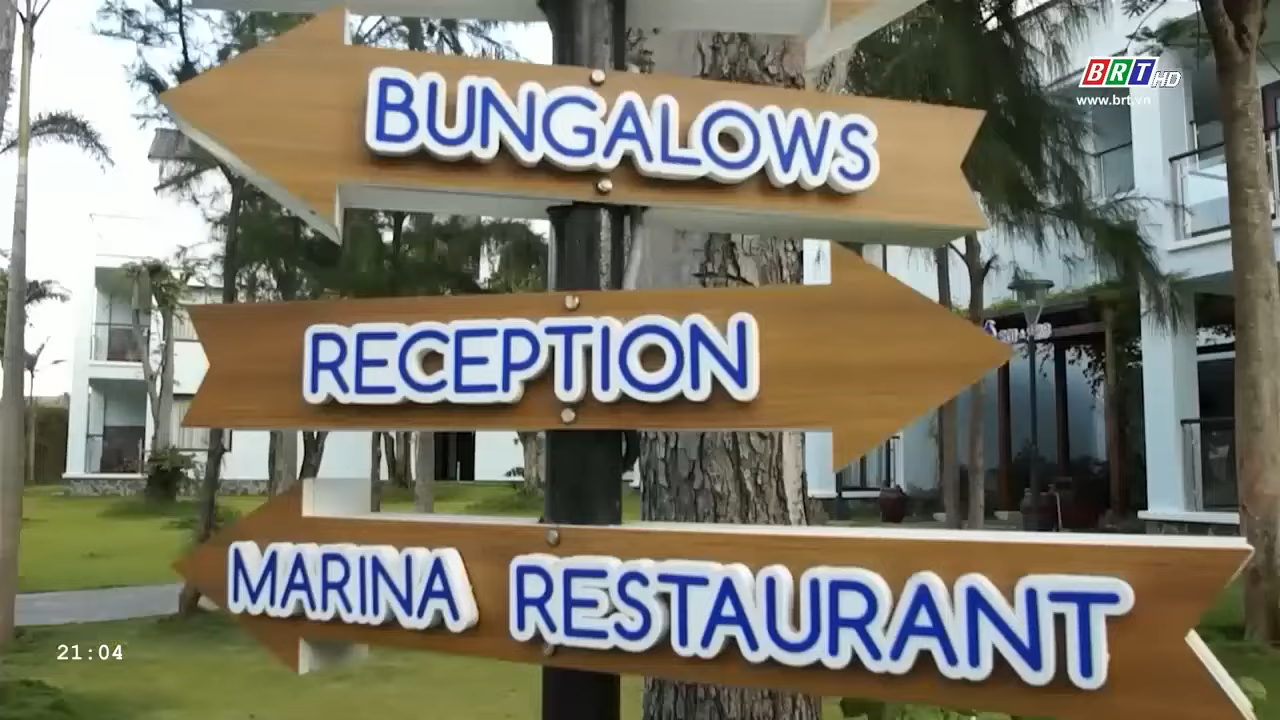 BRT HD
www.brt.vn
BUNGALOWS
RECEPTION
MARINA RESTAURANT
21:04